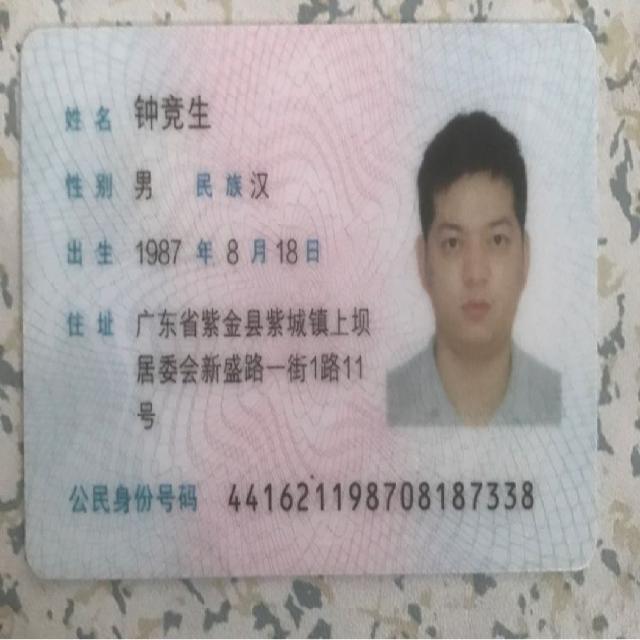 姓名 钟竞生
性别 男 民族 汉
出生 1987 年 8 月 18 日
住址 广东省紫金县紫城镇上坝
居委会新盛路一街1路11
号
公民身份号码 441621198708187338